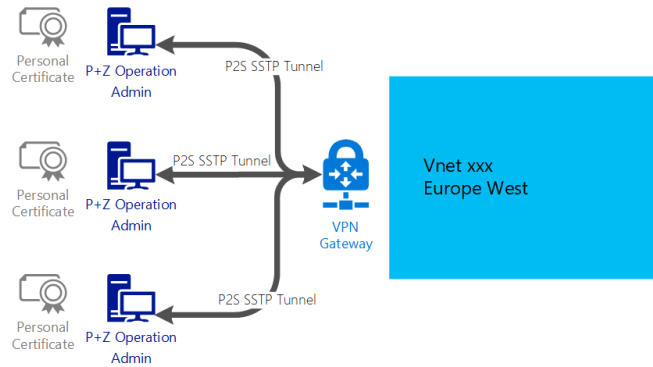 Personal
Certificate
P+Z Operation
Admin
P2S SSTP Tunnel
Personal
Certificate
P+Z Operation
Admin
P2S SSTP Tunnel
VPN
Gateway
Vnet xxx
Europe West
Personal
Certificate
P+Z Operation
Admin
P2S SSTP Tunnel